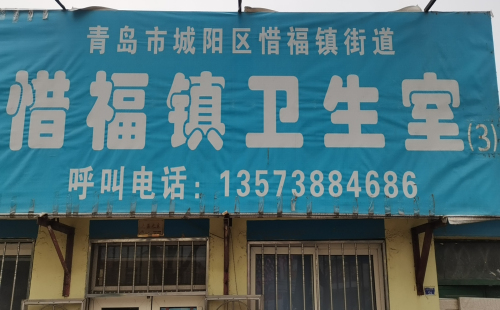 青岛市城阳区惜福镇街道
惜福镇卫生室(3)
呼叫电话：13573884686